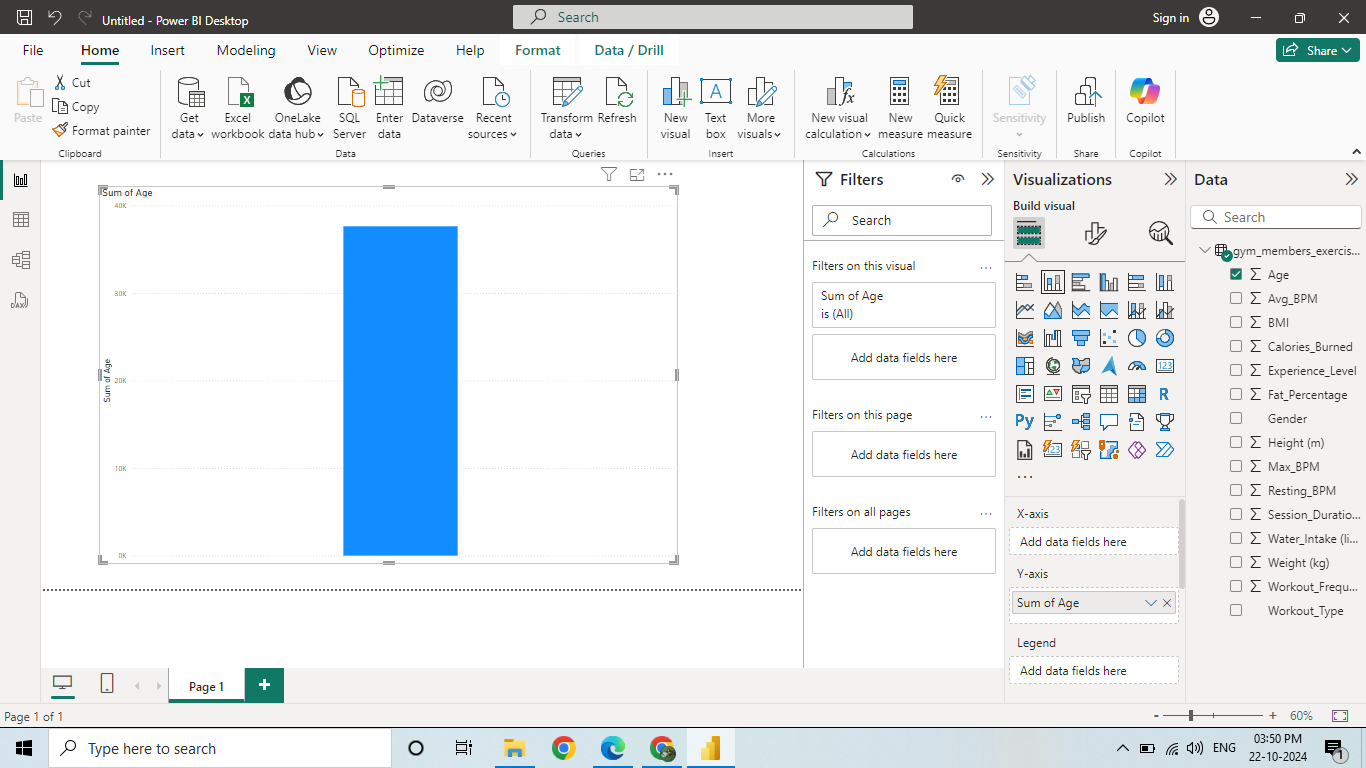 Untitled - Power BI Desktop
Search
Sign in
File
Home
Insert
Modeling
View
Optimize
Help
Format
Data / Drill
Share
Paste
Cut
Copy
Format painter
Clipboard
Get
data
Excel
workbook
OneLake
data hub
SQL
Server
Enter
data
Dataverse
Recent
sources
Data
Transform
data
Refresh
Queries
New
visual
Text
box
More
visuals
Insert
New visual
calculation
New
measure
Quick
measure
Calculations
Sensitivity
Sensitivity
Publish
Share
Copilot
Copilot
Sum of Age
40K
30K
20K
10K
0K
Sum of Age
Filters
Search
Filters on this visual
...
Sum of Age
is (All)
Add data fields here
Filters on this page
...
Add data fields here
Filters on all pages
...
Add data fields here
Visualizations
Build visual
123
R
Py
123
...
X-axis
Add data fields here
Y-axis
Sum of Age
Legend
Add data fields here
Data
Search
gym_members_exercis...
Age
Avg_BPM
BMI
Calories_Burned
Experience_Level
Fat_Percentage
Gender
Height (m)
Max_BPM
Resting_BPM
Session_Duratio...
Water_Intake (li...
Weight (kg)
Workout_Frequ...
Workout_Type
DAX
Page 1
+
Page 1 of 1
- + 60%
Type here to search
ENG
03:50 PM
22-10-2024
1